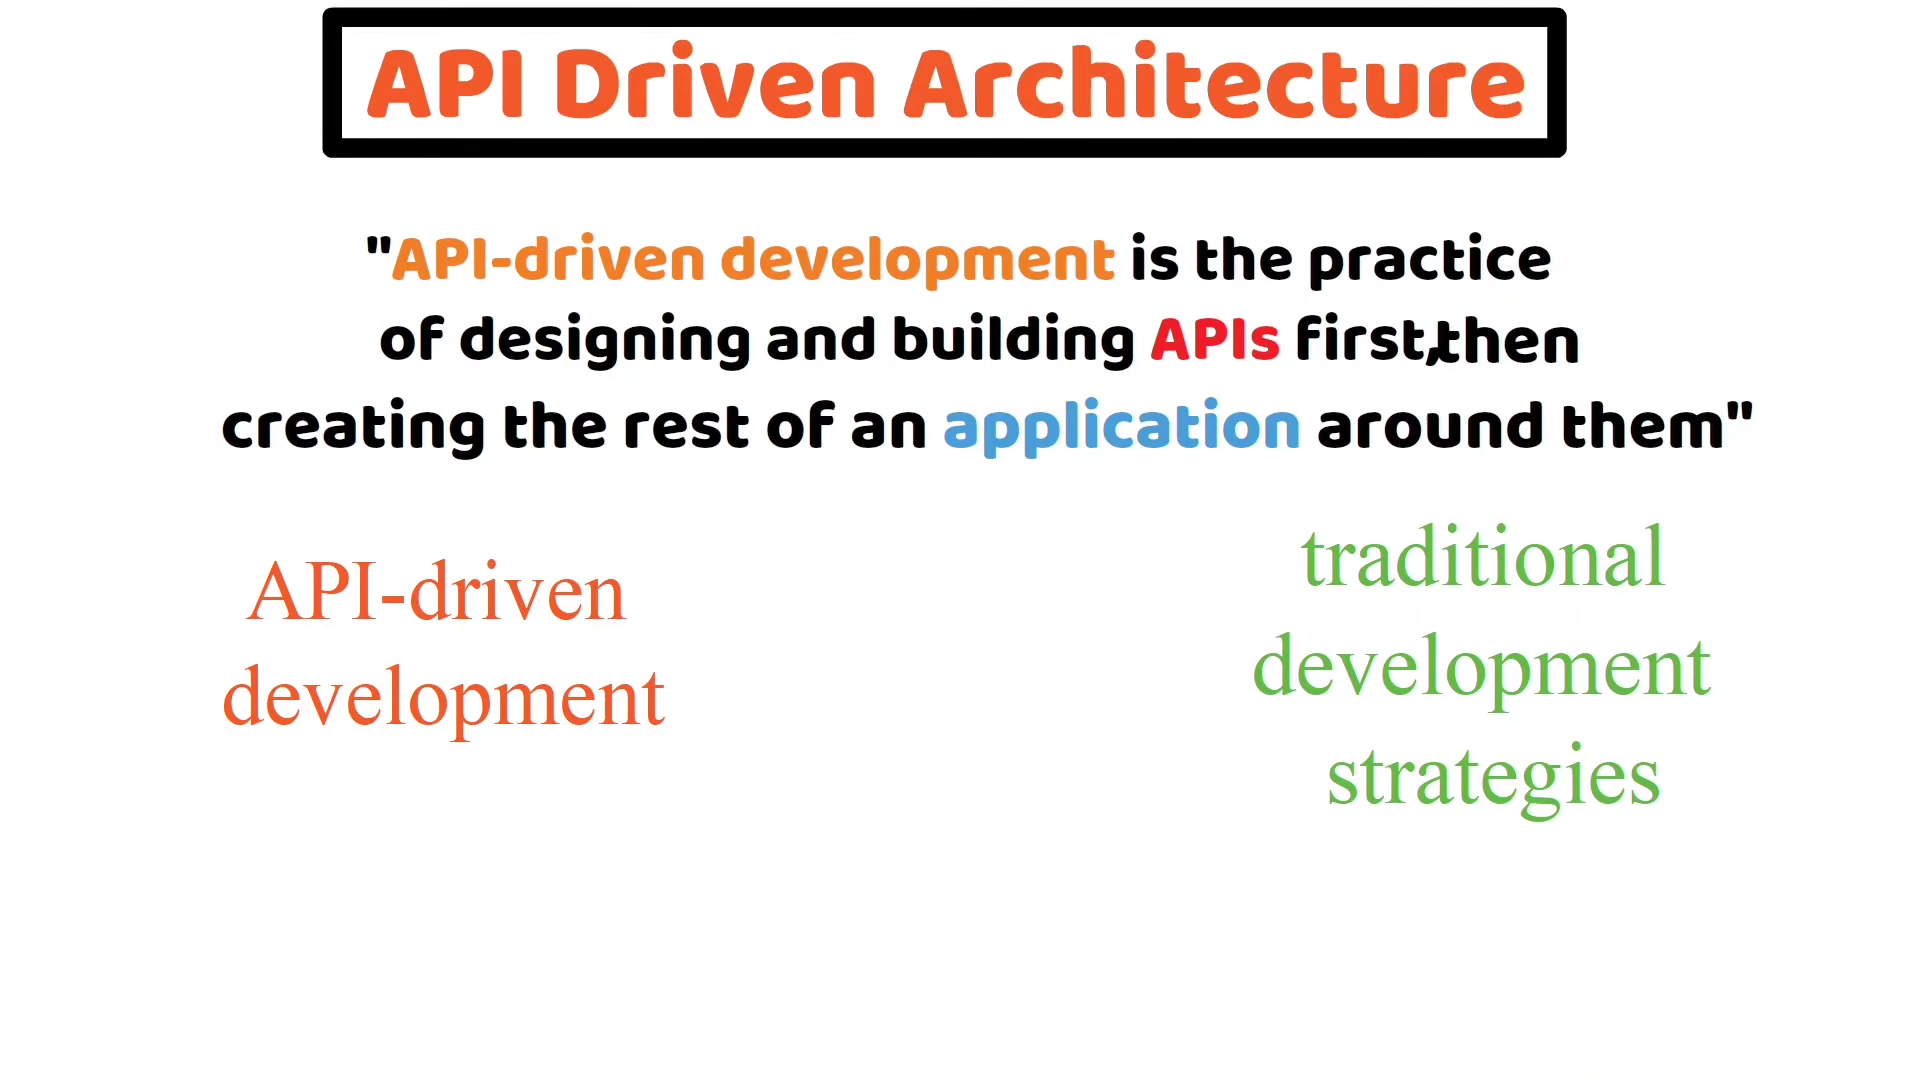 API Driven Architecture
"API-driven development is the practice
of designing and building APIs first,then
creating the rest of an application around them"
API-driven
development
traditional
development
strategies